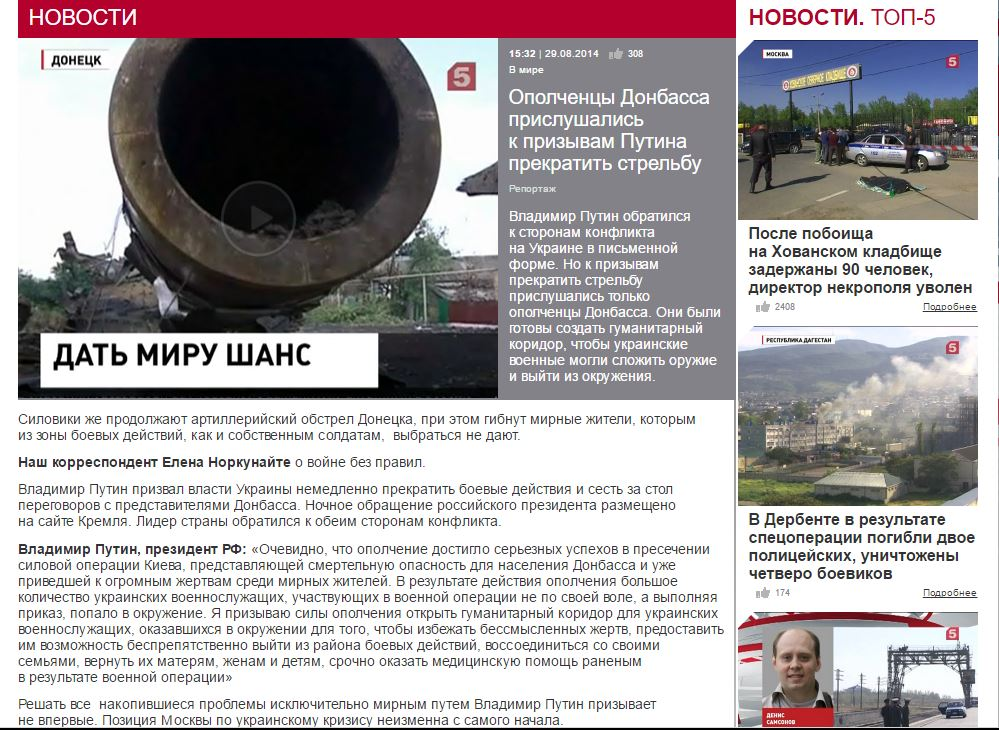 НОВОСТИ
ДОНЕЦК
5
ДАТЬ МИРУ ШАНС
15:32 | 29.08.2014 308
В мире
Ополченцы Донбасса
прислушались
к призывам Путина
прекратить стрельбу
Репортаж
Владимир Путин обратился
к сторонам конфликта
на Украине в письменной
форме. Но к призывам
прекратить стрельбу
прислушались только
ополченцы Донбасса. Они были
готовы создать гуманитарный
коридор, чтобы украинские
военные могли сложить оружие
и выйти из окружения.
Силовики же продолжают артиллерийский обстрел Донецка, при этом гибнут мирные жители, которым
из зоны боевых действий, как и собственным солдатам, выбраться не дают.
Наш корреспондент Елена Норкунайте о войне без правил.
Владимир Путин призвал власти Украины немедленно прекратить боевые действия и сесть за стол
переговоров с представителями Донбасса. Ночное обращение российского президента размещено
на сайте Кремля. Лидер страны обратился к обеим сторонам конфликта.
Владимир Путин, президент РФ: «Очевидно, что ополчение достигло серьезных успехов в пресечении
силовой операции Киева, представляющей смертельную опасность для населения Донбасса и уже
приведшей к огромным жертвам среди мирных жителей. В результате действия ополчения большое
количество украинских военнослужащих, участвующих в военной операции не по своей воле, а выполняя
приказ, попало в окружение. Я призываю силы ополчения открыть гуманитарный коридор для украинских
военнослужащих, оказавшихся в окружении для того, чтобы избежать бессмысленных жертв, предоставить
им возможность беспрепятственно выйти из района боевых действий, воссоединиться со своими
семьями, вернуть их матерям, женам и детям, срочно оказать медицинскую помощь раненым
в результате военной операции»
Решать все накопившиеся проблемы исключительно мирным путем Владимир Путин призывает
не впервые. Позиция Москвы по украинскому кризису неизменна с самого начала.
НОВОСТИ. ТОП-5
МОСКВА
5
После побоища
на Хованском кладбище
задержаны 90 человек,
директор некрополя уволен
2408 Подробнее
РЕСПУБЛИКА ДАГЕСТАН
5
В Дербенте в результате
спецоперации погибли двое
полицейских, уничтожены
четверо боевиков
174 Подробнее
5
ДЕНИС
САМСОНОВ